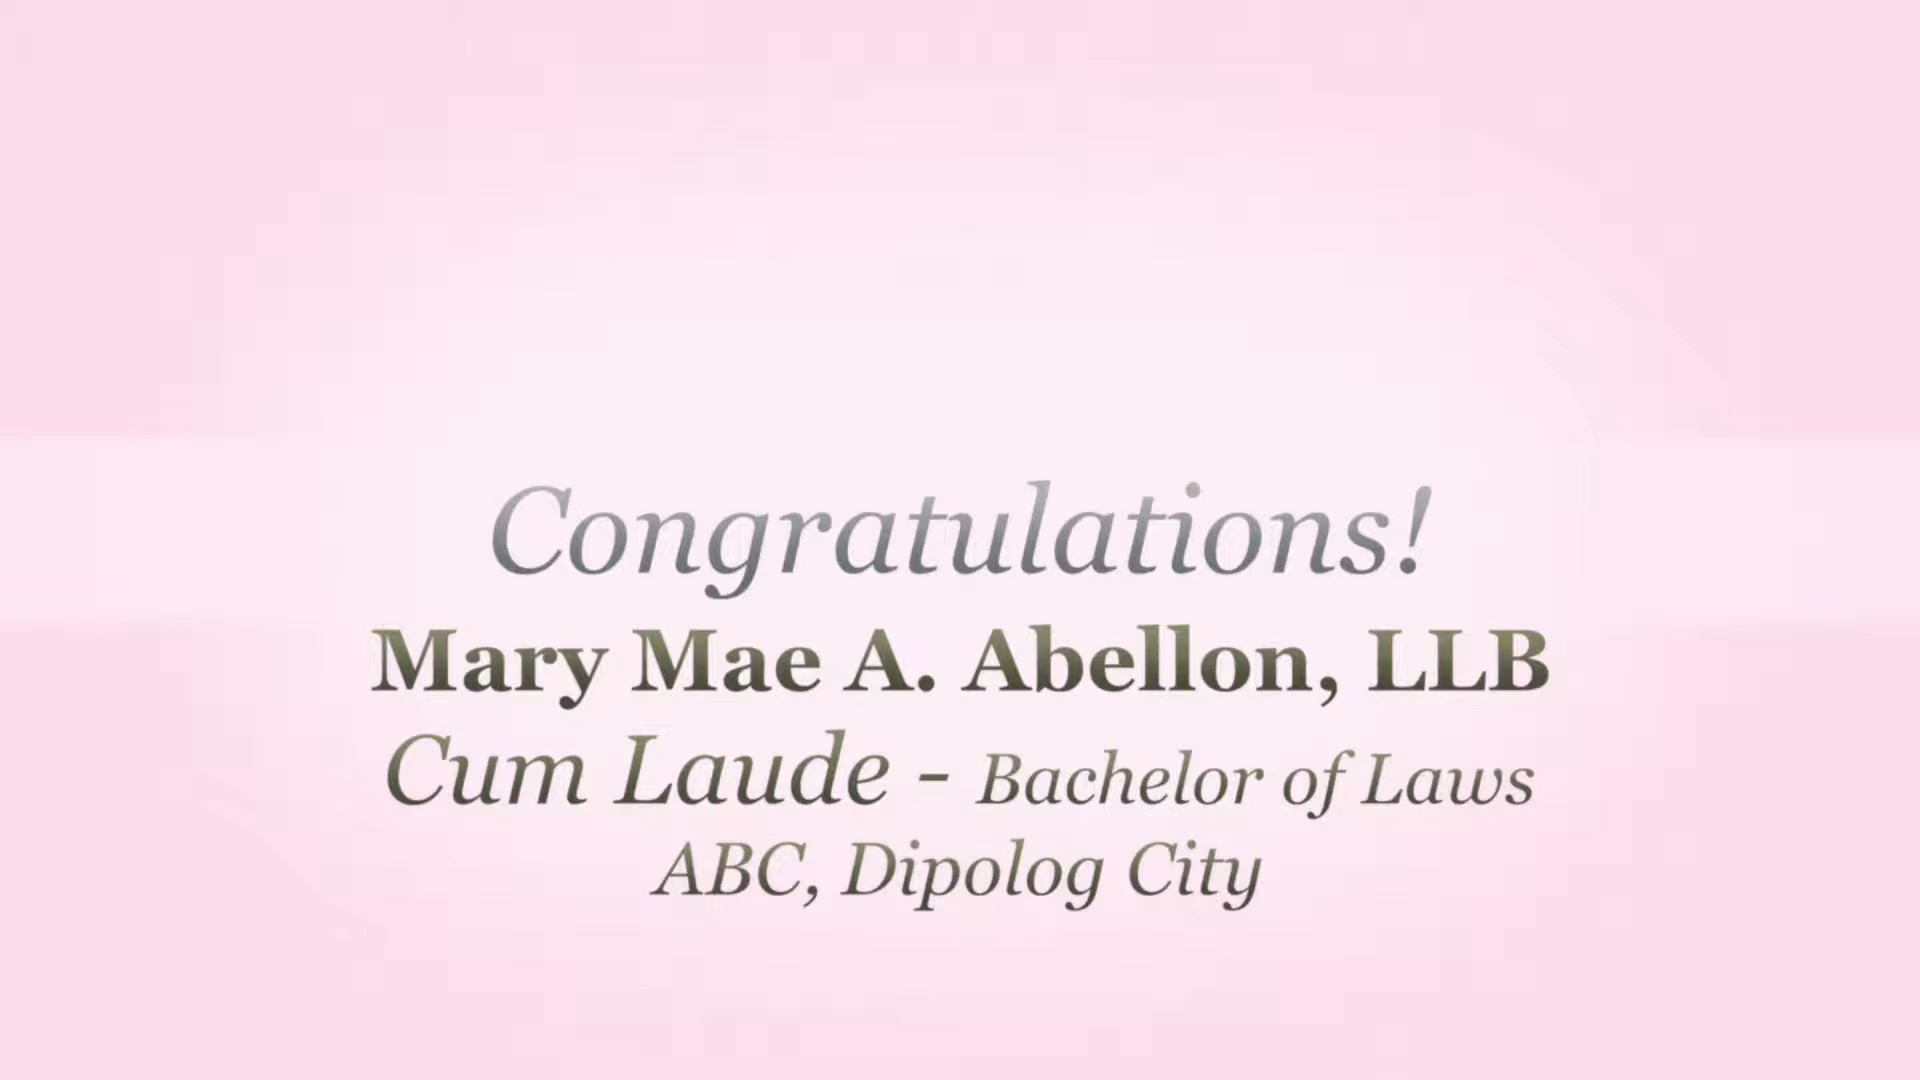 Congratulations!
Mary Mae A. Abellon, LLB
Cum Laude - Bachelor of Laws
ABC, Dipolog City